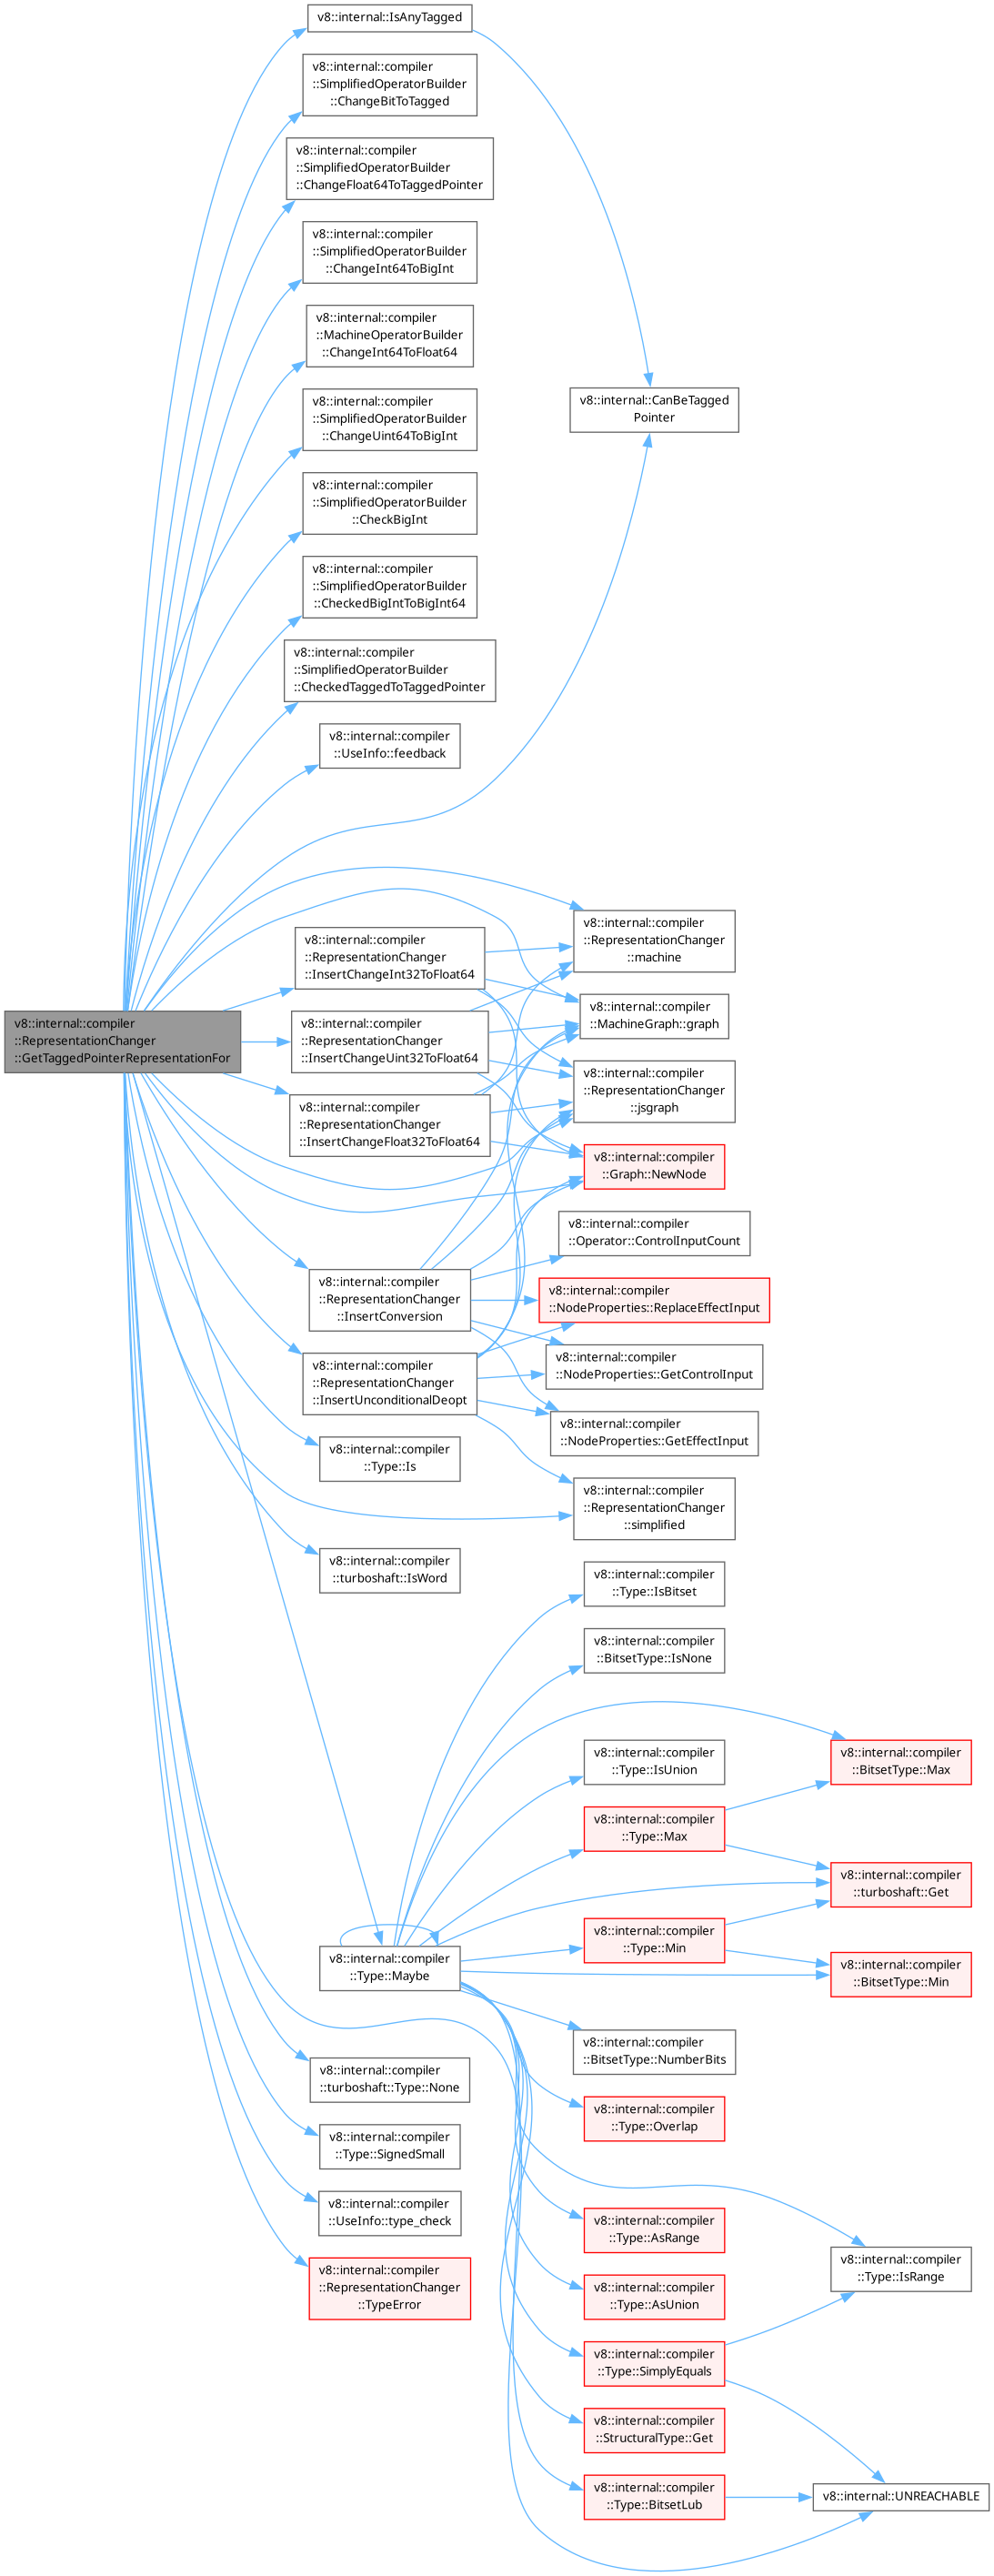 v8::internal::IsAnyTagged
v8::internal::compiler
::SimplifiedOperatorBuilder
::ChangeBitToTagged
v8::internal::compiler
::SimplifiedOperatorBuilder
::ChangeFloat64ToTaggedPointer
v8::internal::compiler
::SimplifiedOperatorBuilder
::ChangeInt64ToBigInt
v8::internal::compiler
::MachineOperatorBuilder
::ChangeInt64ToFloat64
v8::internal::CanBeTagged
Pointer
v8::internal::compiler
::SimplifiedOperatorBuilder
::ChangeUint64ToBigInt
v8::internal::compiler
::SimplifiedOperatorBuilder
::CheckBigInt
v8::internal::compiler
::SimplifiedOperatorBuilder
::CheckedBigIntToBigInt64
v8::internal::compiler
::SimplifiedOperatorBuilder
::CheckedTaggedToTaggedPointer
v8::internal::compiler
::UseInfo::feedback
v8::internal::compiler
::RepresentationChanger
::machine
v8::internal::compiler
::RepresentationChanger
::InsertChangeInt32ToFloat64
v8::internal::compiler
::MachineGraph::graph
v8::internal::compiler
::RepresentationChanger
::GetTaggedPointerRepresentationFor
v8::internal::compiler
::RepresentationChanger
::InsertChangeUint32ToFloat64
v8::internal::compiler
::RepresentationChanger
::jsgraph
v8::internal::compiler
::RepresentationChanger
::InsertChangeFloat32ToFloat64
v8::internal::compiler
::Graph::NewNode
v8::internal::compiler
::Operator::ControlInputCount
v8::internal::compiler
::RepresentationChanger
::InsertConversion
v8::internal::compiler
::NodeProperties::ReplaceEffectInput
v8::internal::compiler
::NodeProperties::GetControlInput
v8::internal::compiler
::RepresentationChanger
::InsertUnconditionalDeopt
v8::internal::compiler
::NodeProperties::GetEffectInput
v8::internal::compiler
::Type::Is
v8::internal::compiler
::RepresentationChanger
::simplified
v8::internal::compiler
::turboshaft::IsWord
v8::internal::compiler
::Type::IsBitset
v8::internal::compiler
::BitsetType::IsNone
v8::internal::compiler
::Type::IsUnion
v8::internal::compiler
::BitsetType::Max
v8::internal::compiler
::Type::Max
v8::internal::compiler
::turboshaft::Get
v8::internal::compiler
::Type::Min
v8::internal::compiler
::Type::Maybe
v8::internal::compiler
::BitsetType::Min
v8::internal::compiler
::BitsetType::NumberBits
v8::internal::compiler
::turboshaft::Type::None
v8::internal::compiler
::Type::Overlap
v8::internal::compiler
::Type::SignedSmall
v8::internal::compiler
::UseInfo::type_check
v8::internal::compiler
::Type::AsRange
v8::internal::compiler
::Type::IsRange
v8::internal::compiler
::RepresentationChanger
::TypeError
v8::internal::compiler
::Type::AsUnion
v8::internal::compiler
::Type::SimplyEquals
v8::internal::compiler
::StructuralType::Get
v8::internal::compiler
::Type::BitsetLub
v8::internal::UNREACHABLE